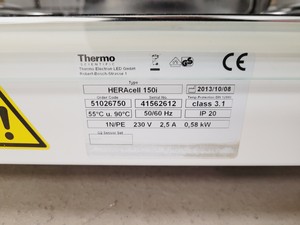 Thermo
SCIENTIFIC
Thermo Electron LED GmbH
Robert-Bosch-Strasse 1
HERAcell 150i
2013/10/08
Order Code
Serial No.
51026750
41562612
class 3.1
55°C u. 90°C
50/60 Hz
IP 20
1N/PE 230 V 2,5 A 0,58 kW